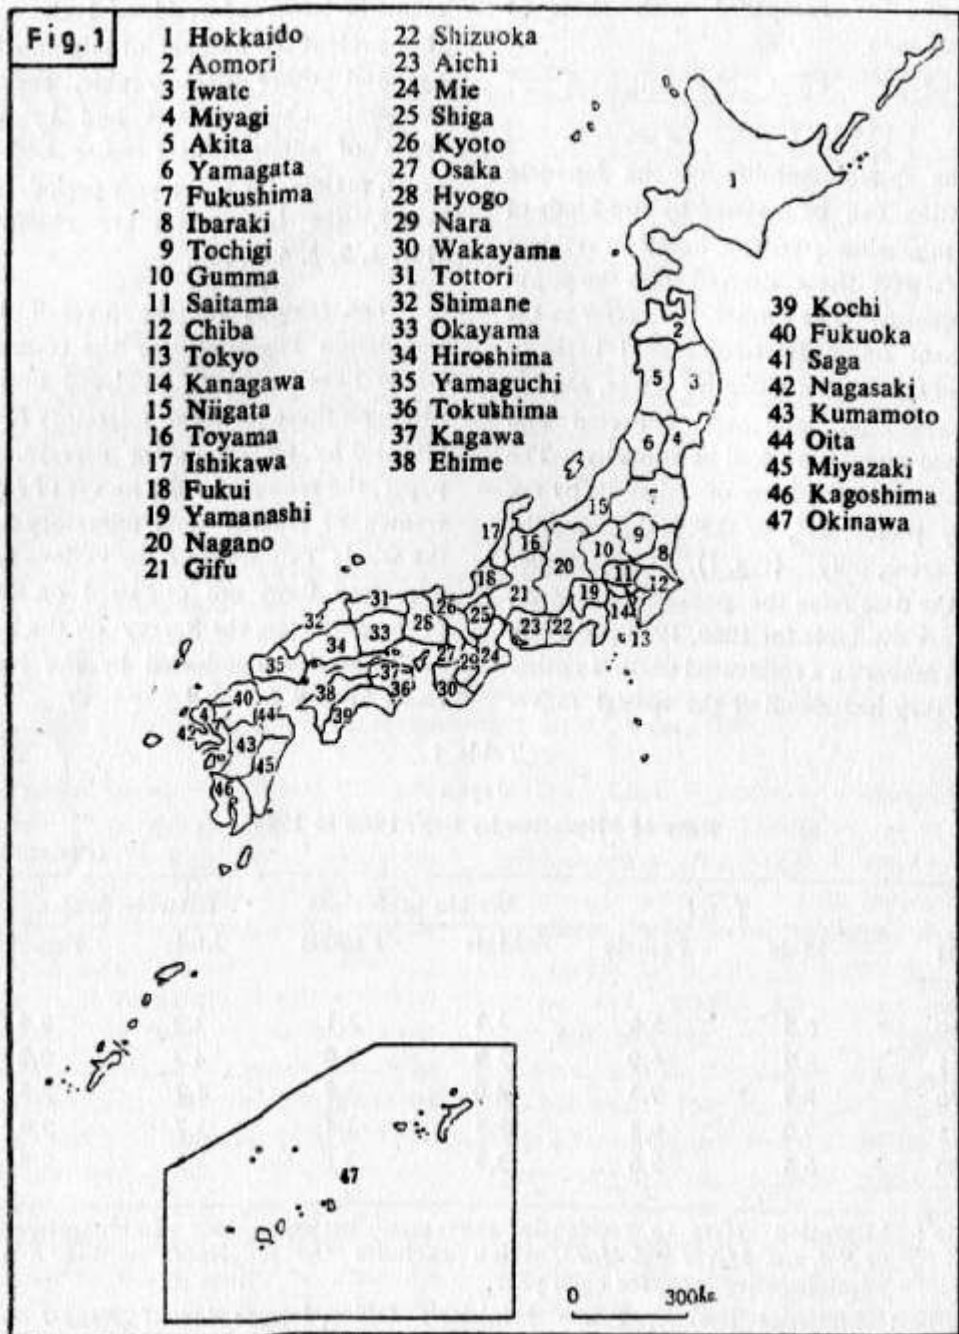 Fig.1
1 Hokkaido
2 Aomori
3 Iwate
4 Miyagi
5 Akita
6 Yamagata
7 Fukushima
8 Ibaraki
9 Tochigi
10 Gumma
11 Saitama
12 Chiba
13 Tokyo
14 Kanagawa
15 Niigata
16 Toyama
17 Ishikawa
18 Fukui
19 Yamanashi
20 Nagano
21 Gifu
22 Shizuoka
23 Aichi
24 Mie
25 Shiga
26 Kyoto
27 Osaka
28 Hyogo
29 Nara
30 Wakayama
31 Tottori
32 Shimane
33 Okayama
34 Hiroshima
35 Yamaguchi
36 Tokushima
37 Kagawa
38 Ehime
39 Kochi
40 Fukuoka
41 Saga
42 Nagasaki
43 Kumamoto
44 Oita
45 Miyazaki
46 Kagoshima
47 Okinawa
1
2
5
3
6
4
7
15
17
16
10
9
8
20
11
12
18
21
19
14
13
31
26
25
23
22
32
33
28
34
27
29
24
35
37
38
36
30
39
40
4
44
42
43
45
46
47
0 300